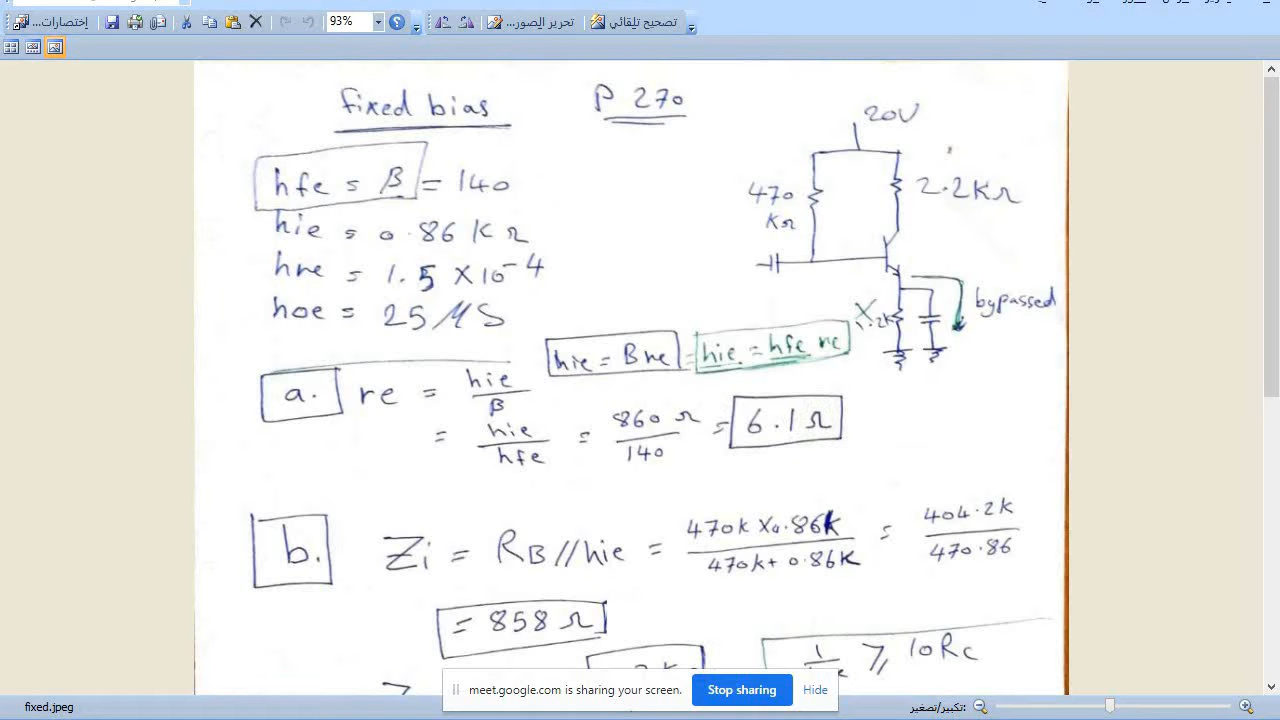 إختصارات...
93%
تحرير الصور...
تصحيح تلقائي
fixed bias
P 270
hfe = β = 140
hie = 0.86 KΩ
hre = 1.5 × 10⁻⁴
hoe = 25 μS
20V
470
KΩ
2.2KΩ
bypassed
hie = Bre = hie = hfe re
a. re = hie / β
= hie / hfe = 860 Ω / 140 = 6.1 Ω
b. Zi = RB // hie = 470k × 0.86k / 470k + 0.86K = 404.2k / 470.86
= 858 Ω
≥ 10Rc
meet.google.com is sharing your screen.
Stop sharing
Hide
fixed.jpeg
تكبير/تصغير: